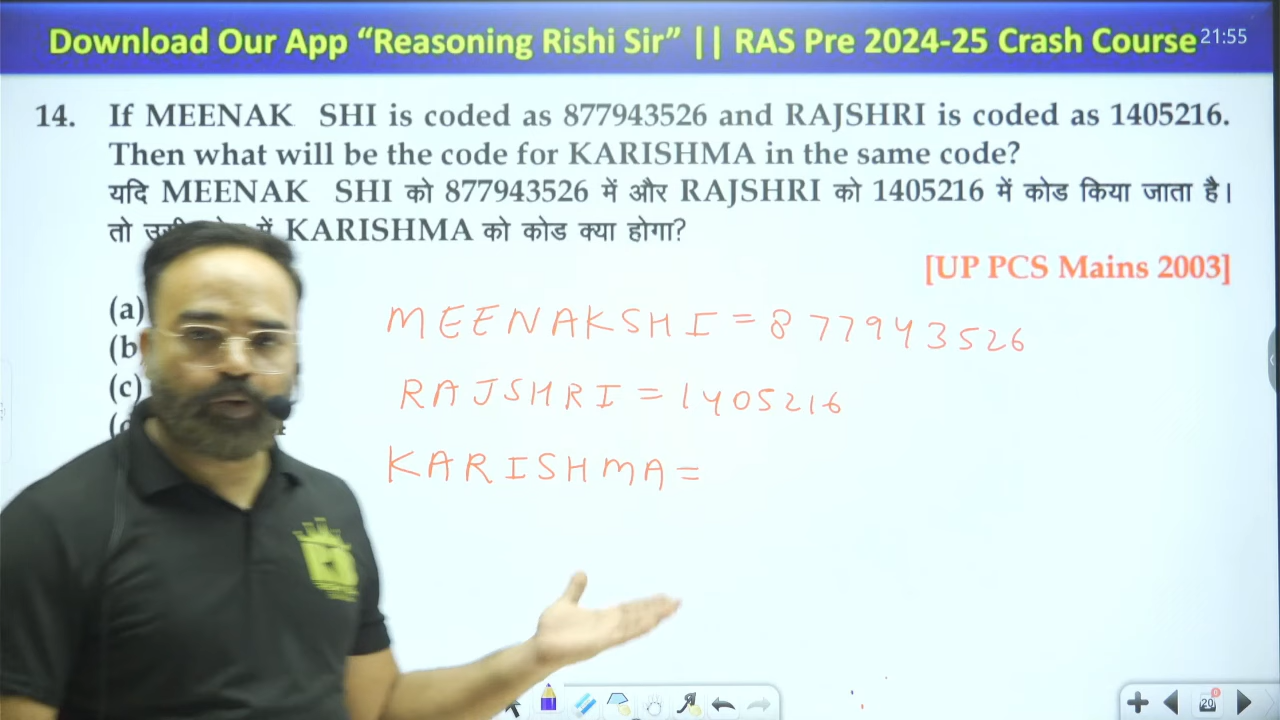 Download Our App “Reasoning Rishi Sir” || RAS Pre 2024-25 Crash Course 21:55
14. If MEENAK SHI is coded as 877943526 and RAJSHRI is coded as 1405216.
Then what will be the code for KARISHMA in the same code?
यदि MEENAK SHI को 877943526 में और RAJSHRI को 1405216 में कोड किया जाता है।
तो KARISHMA को कोड क्या होगा?
[UP PCS Mains 2003]
(a)
(b
(c)
MEENAKSHI = 877943526
RAJSHRI = 1405216
KARISHMA =
20